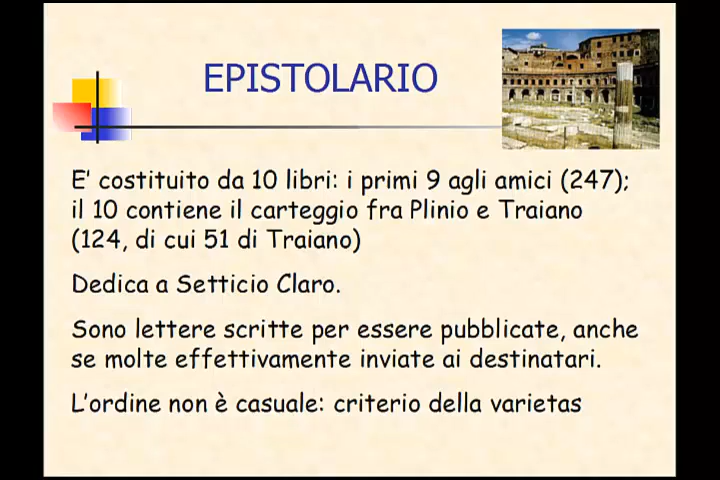 EPISTOLARIO
E' costituito da 10 libri: i primi 9 agli amici (247);
il 10 contiene il carteggio fra Plinio e Traiano
(124, di cui 51 di Traiano)
Dedica a Setticio Claro.
Sono lettere scritte per essere pubblicate, anche
se molte effettivamente inviate ai destinatari.
L'ordine non è casuale: criterio della varietas